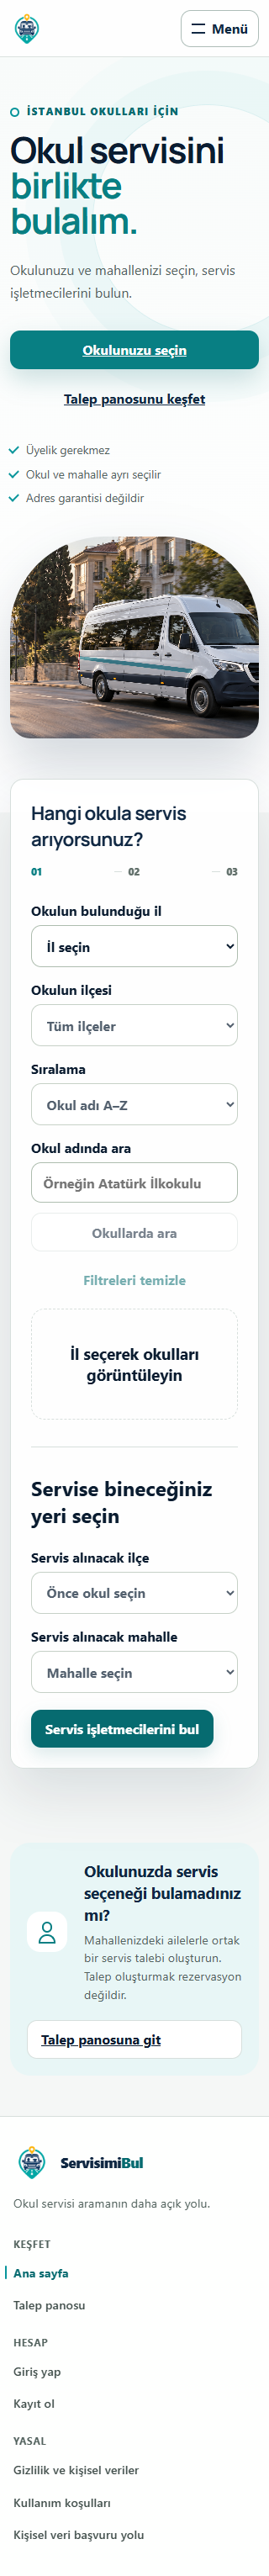 Menü
İSTANBUL OKULLARI İÇİN
Okul servisini
birlikte
bulalım.
Okulunuzu ve mahallenizi seçin, servis
işletmecilerini bulun.
Okulunuzu seçin
Talep panosunu keşfet
Üyelik gerekmez
Okul ve mahalle ayrı seçilir
Adres garantisi değildir
Hangi okula servis
arıyorsunuz?
01 02 03
Okulun bulunduğu il
İl seçin
Okulun ilçesi
Tüm ilçeler
Sıralama
Okul adı A–Z
Okul adında ara
Örneğin Atatürk İlkokulu
Okullarda ara
Filtreleri temizle
İl seçerek okulları
görüntüleyin
Servise bineceğiniz
yeri seçin
Servis alınacak ilçe
Önce okul seçin
Servis alınacak mahalle
Mahalle seçin
Servis işletmecilerini bul
Okulunuzda servis
seçeneği bulamadınız
mı?
Mahallenizdeki ailelerle ortak
bir servis talebi oluşturun.
Talep oluşturmak rezervasyon
değildir.
Talep panosuna git
ServisimiBul
Okul servisi aramanın daha açık yolu.
KEŞFET
Ana sayfa
Talep panosu
HESAP
Giriş yap
Kayıt ol
YASAL
Gizlilik ve kişisel veriler
Kullanım koşulları
Kişisel veri başvuru yolu